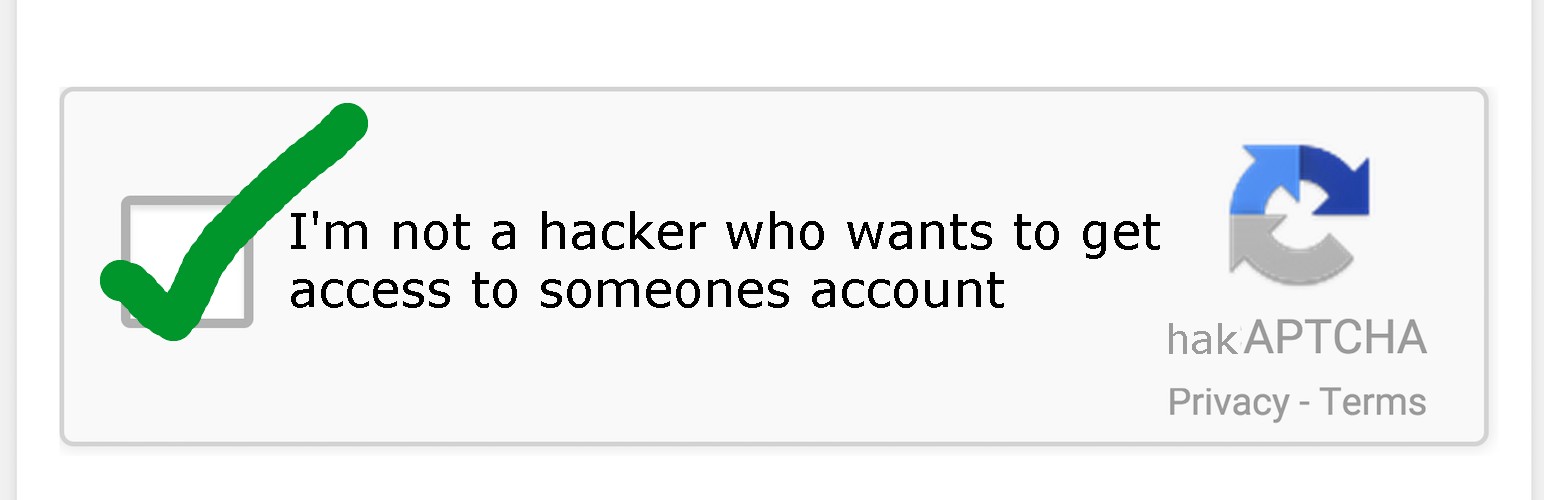 I'm not a hacker who wants to get
access to someones account
hakAPTCHA
Privacy - Terms